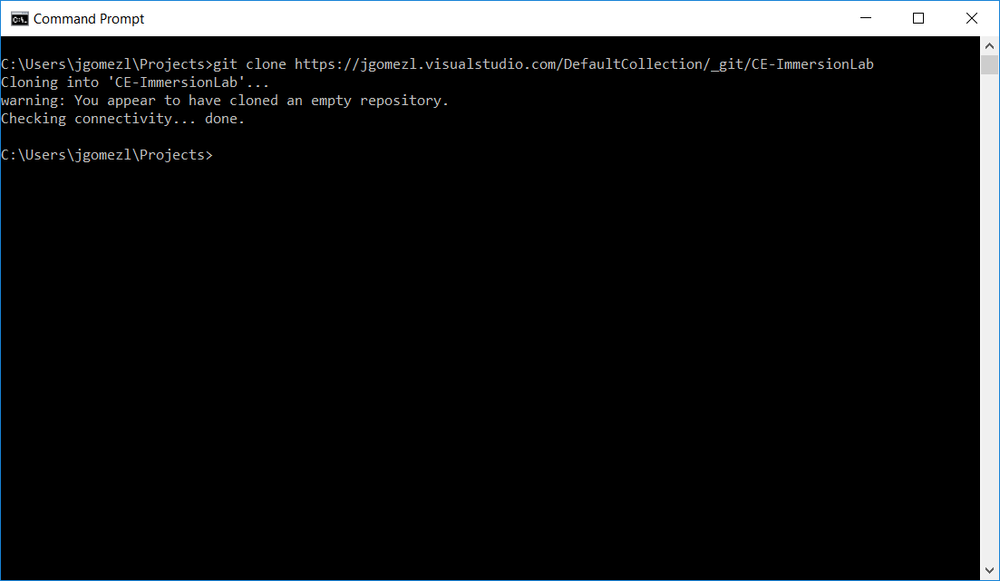 Command Prompt
C:\Users\jgomezl\Projects>git clone https://jgomezl.visualstudio.com/DefaultCollection/_git/CE-ImmersionLab
Cloning into 'CE-ImmersionLab'...
warning: You appear to have cloned an empty repository.
Checking connectivity... done.
C:\Users\jgomezl\Projects>